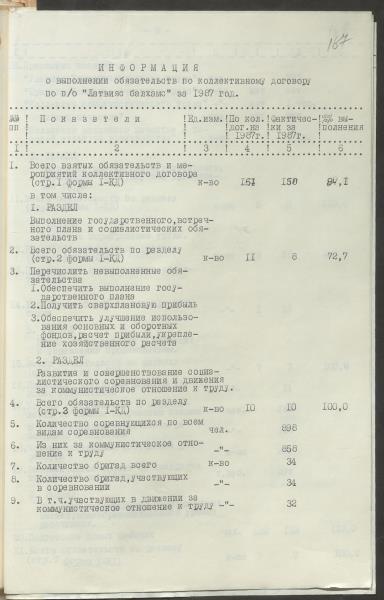 167
ИНФОРМАЦИЯ
о выполнении обязательств по коллективному договору
по п/о "Латвияс бавхамс" за 1987 год.
№№ пп ! Показатели ! Ед.изм. ! По кол. дог.на 1987г. ! Фактичес-ки за 1987г. ! %% вы-полнения
1 ! 2 ! 3 ! 4 ! 5 ! 6
1. Всего взятых обязательств и ме-
роприятий коллективного договора
(стр.1 формы 1-КД) к-во
в том числе:
1. РАЗДЕЛ
Выполнение государственного,встреч-
ного плана и социалистических обя-
зательств
2. Всего обязательств по разделу
(стр.2 формы 1-КД) к-во 11 8 72,7
3. Перечислить невыполненные обя-
зательства
1.Обеспечить выполнение госу-
дарственного плана
2.Получить сверхплановую прибыль
3.Обеспечить улучшение использо-
вания основных и оборотных
фондов,расчет прибыли,укрепле-
ние хозяйственного расчета
2. РАЗДЕЛ
Развитие и совершенствование социа-
листического соревнования и движения
за коммунистическое отношение к труду.
4. Всего обязательств по разделу
(стр.3 формы 1-КД) к-во 10 10 100,0
5. Количество соревнующихся по всем
видам соревнования чел. 898
6. Из них за коммунистическое отно-
шение к труду -"- 858
7. Количество бригад всего к-во 34
8. Количество бригад,участвующих
в соревновании -"- 34
9. В т.ч.участвующих в движении за
коммунистическое отношение к труду -"- 32